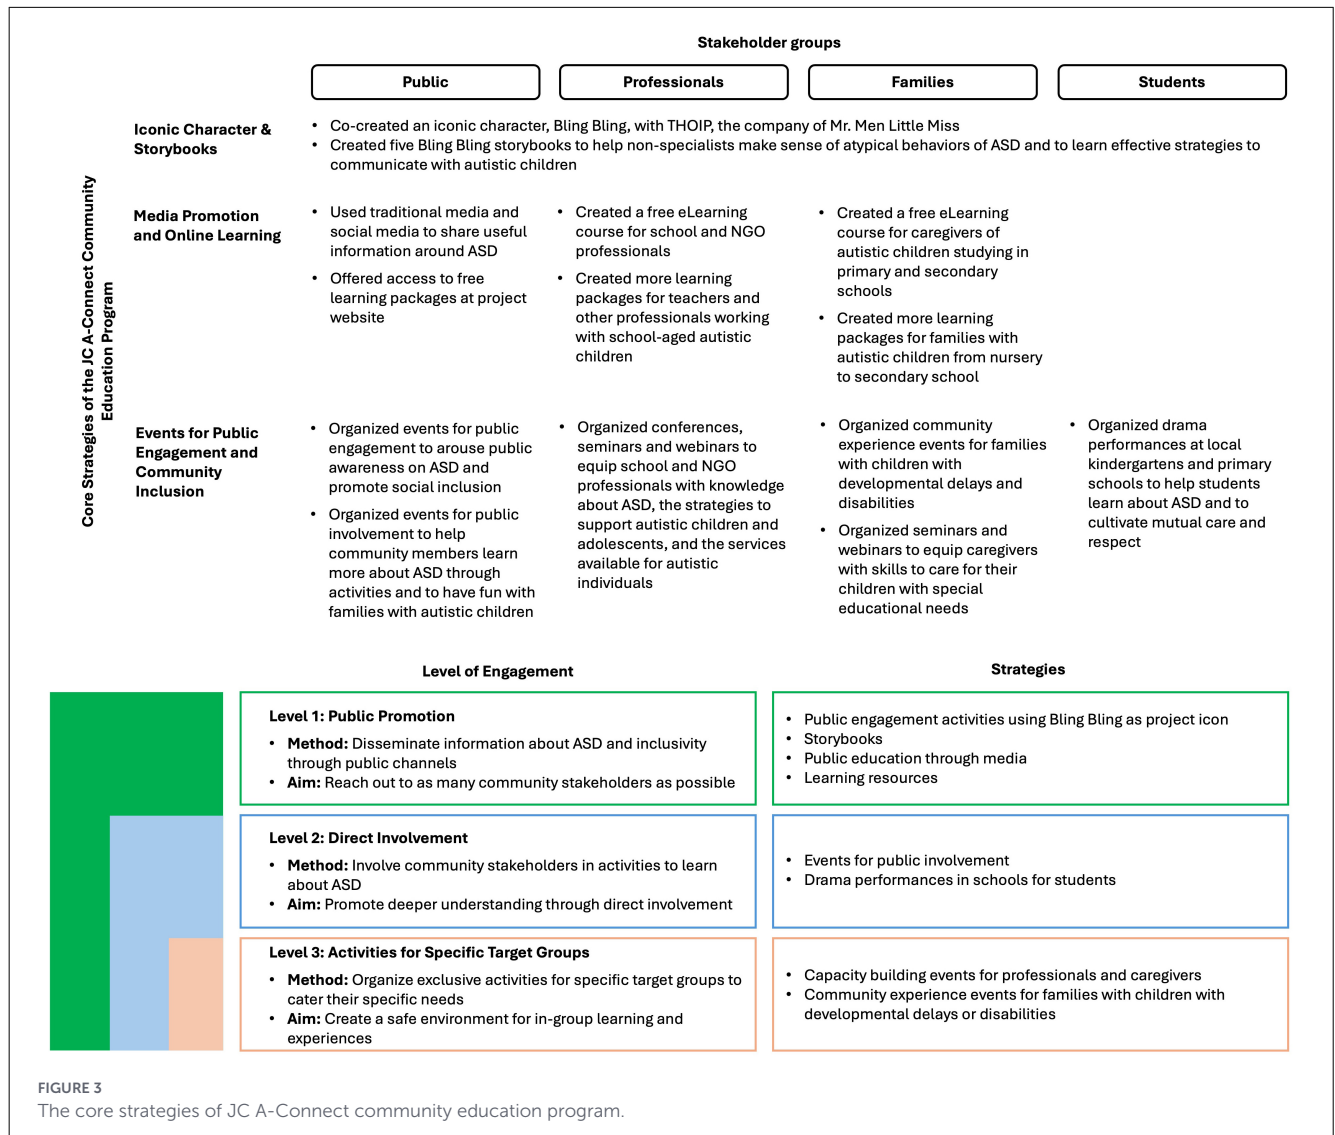 Stakeholder groups
Public
Professionals
Families
Students
Core Strategies of the JC A-Connect Community
Education Program
Iconic Character &
Storybooks
• Co-created an iconic character, Bling Bling, with THOIP, the company of Mr. Men Little Miss
• Created five Bling Bling storybooks to help non-specialists make sense of atypical behaviors of ASD and to learn effective strategies to
communicate with autistic children
Media Promotion
and Online Learning
• Used traditional media and
social media to share useful
information around ASD
• Offered access to free
learning packages at project
website
• Created a free eLearning
course for school and NGO
professionals
• Created more learning
packages for teachers and
other professionals working
with school-aged autistic
children
• Created a free eLearning
course for caregivers of
autistic children studying in
primary and secondary
schools
• Created more learning
packages for families with
autistic children from nursery
to secondary school
Events for Public
Engagement and
Community
Inclusion
• Organized events for public
engagement to arouse public
awareness on ASD and
promote social inclusion
• Organized events for public
involvement to help
community members learn
more about ASD through
activities and to have fun with
families with autistic children
• Organized conferences,
seminars and webinars to
equip school and NGO
professionals with knowledge
about ASD, the strategies to
support autistic children and
adolescents, and the services
available for autistic
individuals
• Organized community
experience events for families
with children with
developmental delays and
disabilities
• Organized seminars and
webinars to equip caregivers
with skills to care for their
children with special
educational needs
• Organized drama
performances at local
kindergartens and primary
schools to help students
learn about ASD and to
cultivate mutual care and
respect
Level of Engagement
Strategies
Level 1: Public Promotion
• Method: Disseminate information about ASD and inclusivity
through public channels
• Aim: Reach out to as many community stakeholders as possible
• Public engagement activities using Bling Bling as project icon
• Storybooks
• Public education through media
• Learning resources
Level 2: Direct Involvement
• Method: Involve community stakeholders in activities to learn
about ASD
• Aim: Promote deeper understanding through direct involvement
• Events for public involvement
• Drama performances in schools for students
Level 3: Activities for Specific Target Groups
• Method: Organize exclusive activities for specific target groups to
cater their specific needs
• Aim: Create a safe environment for in-group learning and
experiences
• Capacity building events for professionals and caregivers
• Community experience events for families with children with
developmental delays or disabilities
FIGURE 3
The core strategies of JC A-Connect community education program.